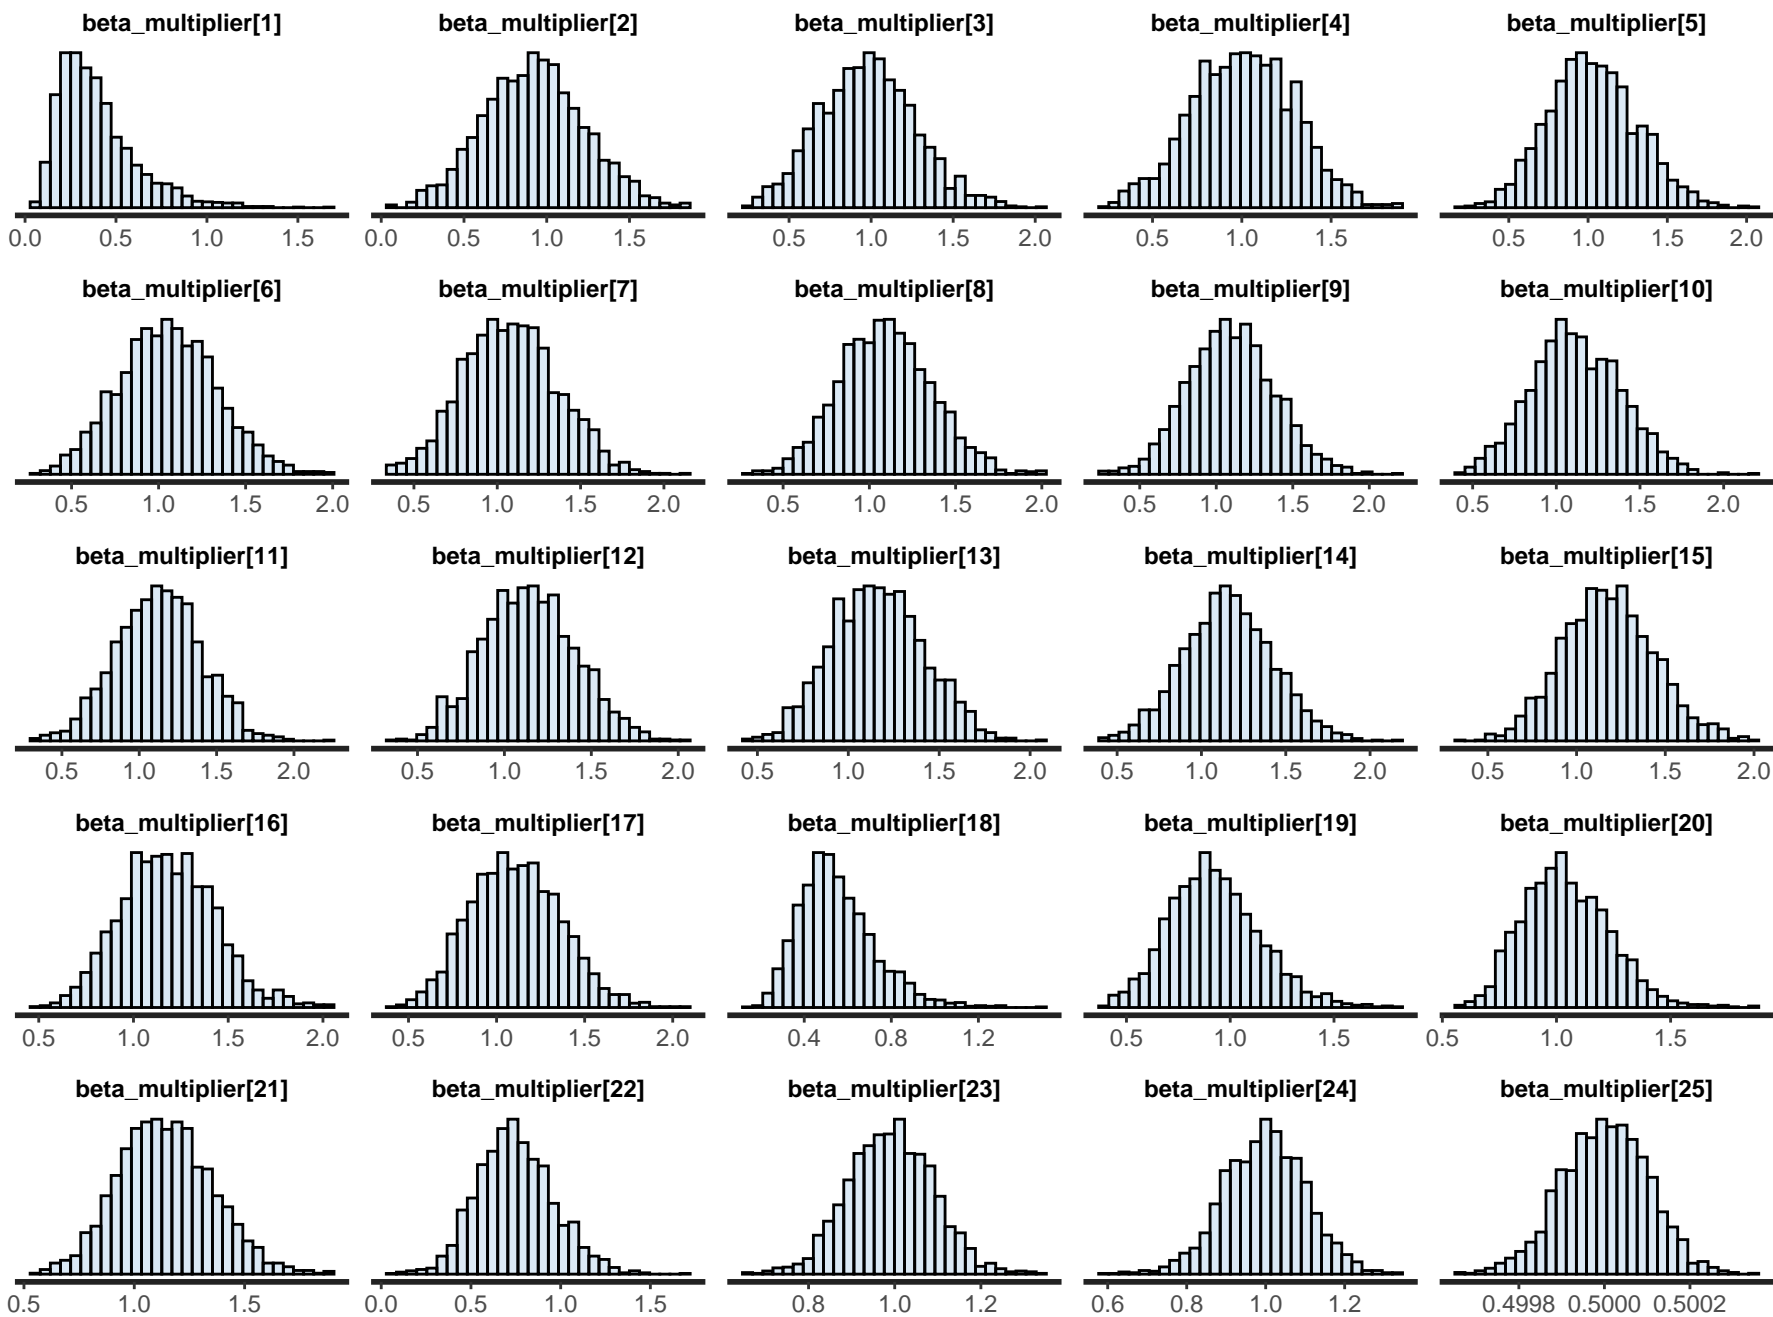 beta_multiplier[1] beta_multiplier[2] beta_multiplier[3] beta_multiplier[4] beta_multiplier[5]
0.0 0.5 1.0 1.5 0.0 0.5 1.0 1.5 0.5 1.0 1.5 2.0 0.5 1.0 1.5 0.5 1.0 1.5 2.0
beta_multiplier[6] beta_multiplier[7] beta_multiplier[8] beta_multiplier[9] beta_multiplier[10]
0.5 1.0 1.5 2.0 0.5 1.0 1.5 2.0 0.5 1.0 1.5 2.0 0.5 1.0 1.5 2.0 0.5 1.0 1.5 2.0
beta_multiplier[11] beta_multiplier[12] beta_multiplier[13] beta_multiplier[14] beta_multiplier[15]
0.5 1.0 1.5 2.0 0.5 1.0 1.5 2.0 0.5 1.0 1.5 2.0 0.5 1.0 1.5 2.0 0.5 1.0 1.5 2.0
beta_multiplier[16] beta_multiplier[17] beta_multiplier[18] beta_multiplier[19] beta_multiplier[20]
0.5 1.0 1.5 2.0 0.5 1.0 1.5 2.0 0.4 0.8 1.2 0.5 1.0 1.5 0.5 1.0 1.5
beta_multiplier[21] beta_multiplier[22] beta_multiplier[23] beta_multiplier[24] beta_multiplier[25]
0.5 1.0 1.5 0.0 0.5 1.0 1.5 0.8 1.0 1.2 0.6 0.8 1.0 1.2 0.4998 0.5000 0.5002